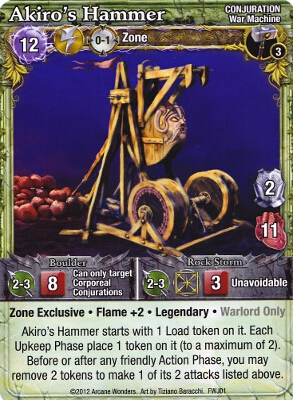 Akiro's Hammer
CONJURATION
War Machine
12
0-1 Zone
3
2
11
Boulder
2-3 8 Can only target
Corporeal
Conjurations
Rock Storm
2-3 3 Unavoidable
Zone Exclusive • Flame +2 • Legendary • Warlord Only
Akiro's Hammer starts with 1 Load token on it. Each
Upkeep Phase place 1 token on it (to a maximum of 2).
Before or after any friendly Action Phase, you may
remove 2 tokens to make 1 of its 2 attacks listed above.
©2012 Arcane Wonders. Art by Tiziano Baracchi. FWJ01